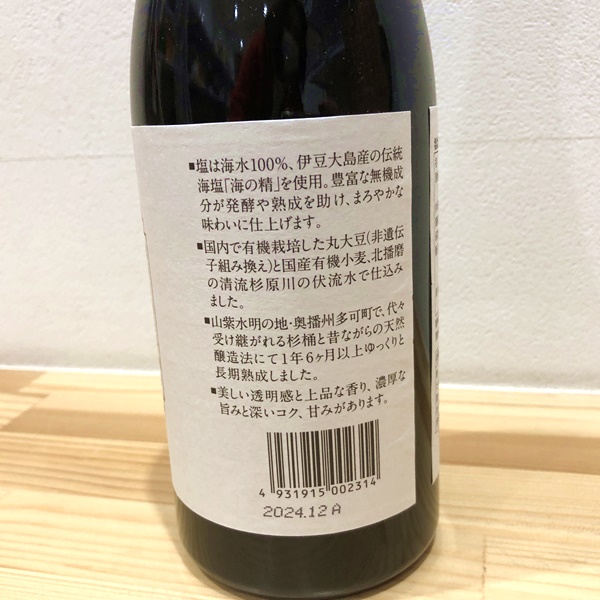 ■塩は海水100%、伊豆大島産の伝統
海塩「海の精」を使用。豊富な無機成
分が発酵や熟成を助け、まろやかな
味わいに仕上げます。
■国内で有機栽培した丸大豆(非遺伝
子組み換え)と国産有機小麦、北播磨
の清流杉原川の伏流水で仕込み
ました。
■山紫水明の地・奥播州多可町で、代々
受け継がれる杉桶と昔ながらの天然
醸造法にて1年6ヶ月以上ゆっくりと
長期熟成しました。
■美しい透明感と上品な香り、濃厚な
旨みと深いコク、甘みがあります。
4 931915 002314
2024.12 A